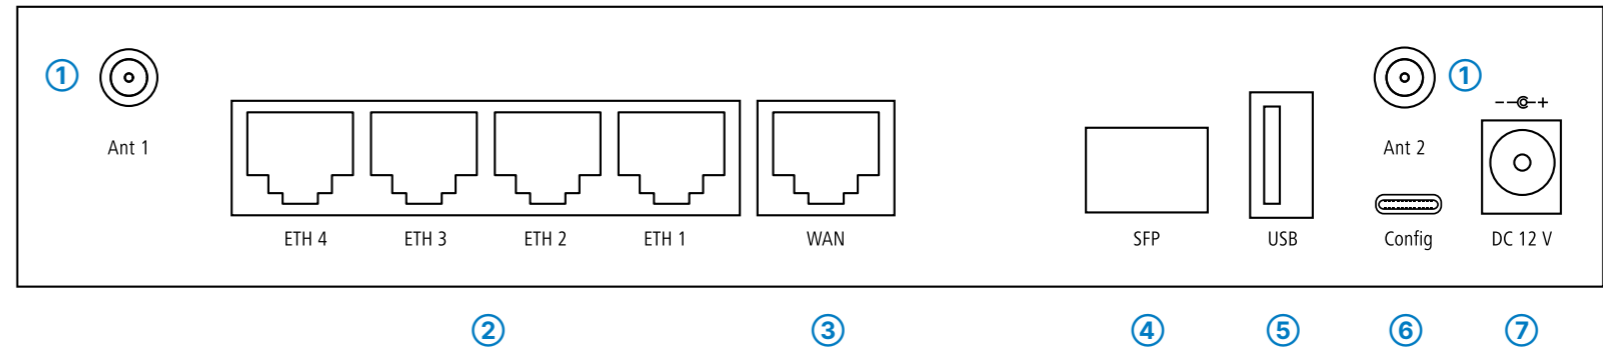 ① ①
Ant 1 Ant 2
ETH 4 ETH 3 ETH 2 ETH 1 WAN SFP USB Config DC 12 V
② ③ ④ ⑤ ⑥ ⑦